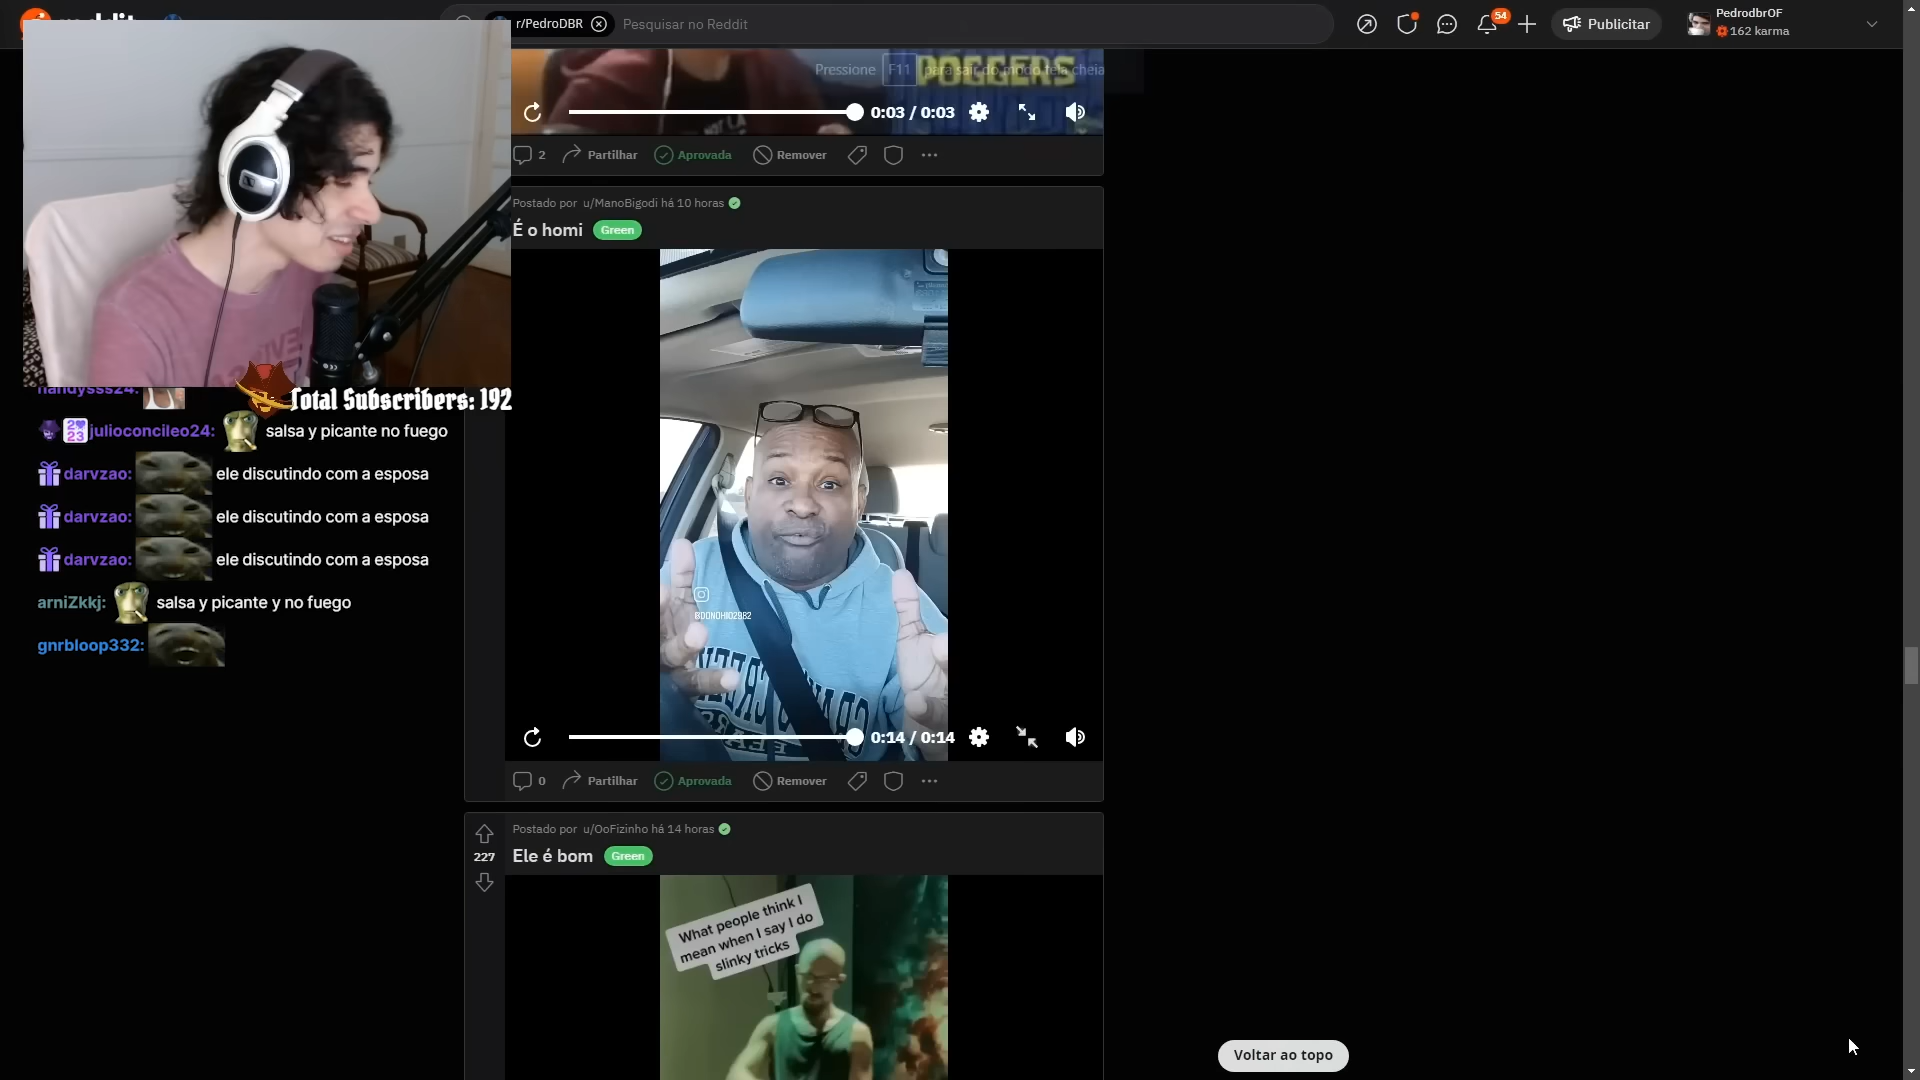 r/PedroDBR
Pesquisar no Reddit
54
Publicitar
PedrodbrOF
162 karma
Pressione F11 para sair do modo tela cheia
POGGERS
0:03 / 0:03
2 Partilhar Aprovada Remover
Postado por u/ManoBigodi há 10 horas
É o homi Green
@DONOHIO2982
0:14 / 0:14
0 Partilhar Aprovada Remover
Postado por u/OoFizinho há 14 horas
227
Ele é bom Green
What people think I
mean when I say I do
slinky tricks
Voltar ao topo
Total Subscribers: 192
nandysss24:
julioconcileo24: salsa y picante no fuego
darvzao: ele discutindo com a esposa
darvzao: ele discutindo com a esposa
darvzao: ele discutindo com a esposa
arniZkkj: salsa y picante y no fuego
gnrbloop332: